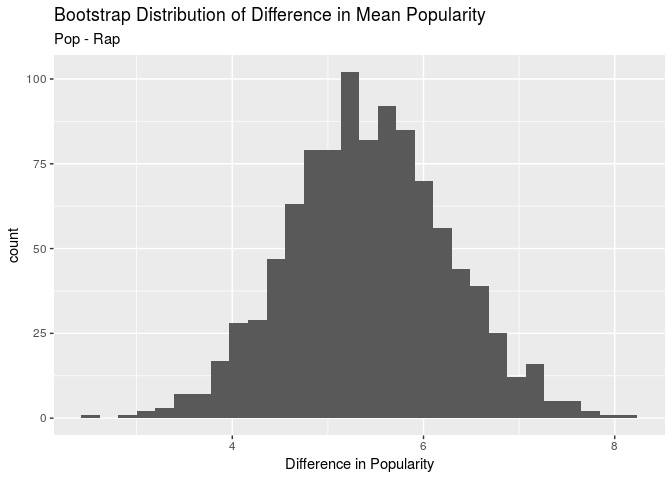 Bootstrap Distribution of Difference in Mean Popularity
Pop - Rap
100
75
50
25
0
count
4
6
8
Difference in Popularity